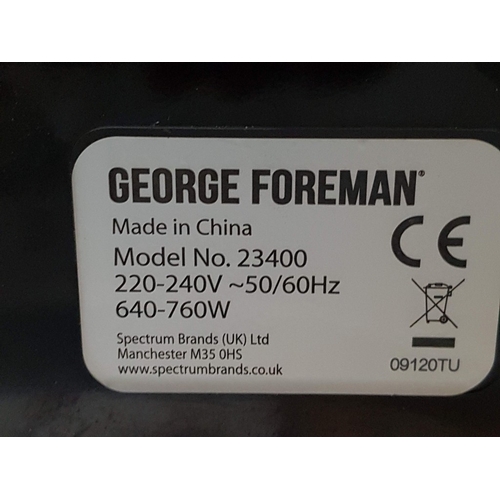 GEORGE FOREMAN®
Made in China
Model No. 23400
220-240V ~50/60Hz
640-760W
Spectrum Brands (UK) Ltd
Manchester M35 0HS
www.spectrumbrands.co.uk
CE
09120TU